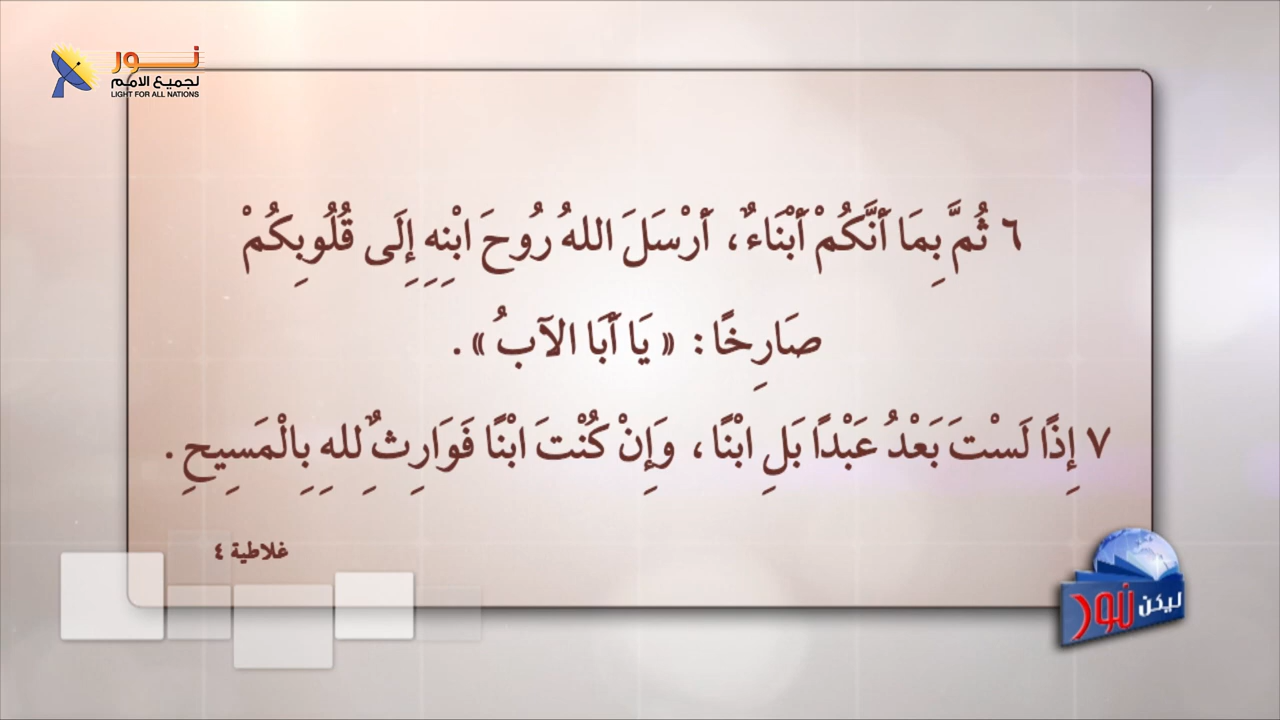 نور
لجميع الامم
LIGHT FOR ALL NATIONS
٦ ثُمَّ بِمَا أَنَّكُمْ أَبْنَاءٌ، أَرْسَلَ اللهُ رُوحَ ابْنِهِ إِلَى قُلُوبِكُمْ
صَارِخًا: «يَا أَبَا الآبُ».
٧ إِذًا لَسْتَ بَعْدُ عَبْدًا بَلِ ابْنًا، وَإِنْ كُنْتَ ابْنًا فَوَارِثٌ لِلهِ بِالْمَسِيحِ.
غلاطية ٤
ليكن نور